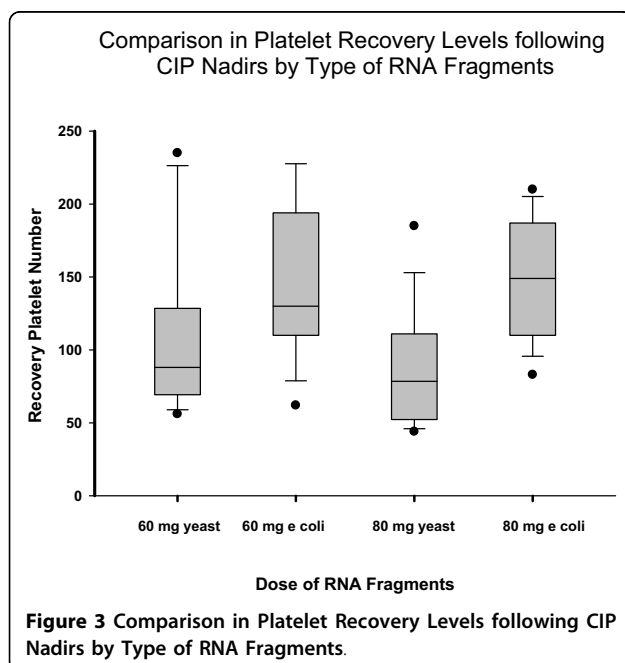 Comparison in Platelet Recovery Levels following
CIP Nadirs by Type of RNA Fragments
250
200
150
100
50
0
Recovery Platelet Number
60 mg yeast 60 mg e coli 80 mg yeast 80 mg e coli
Dose of RNA Fragments
Figure 3 Comparison in Platelet Recovery Levels following CIP
Nadirs by Type of RNA Fragments.